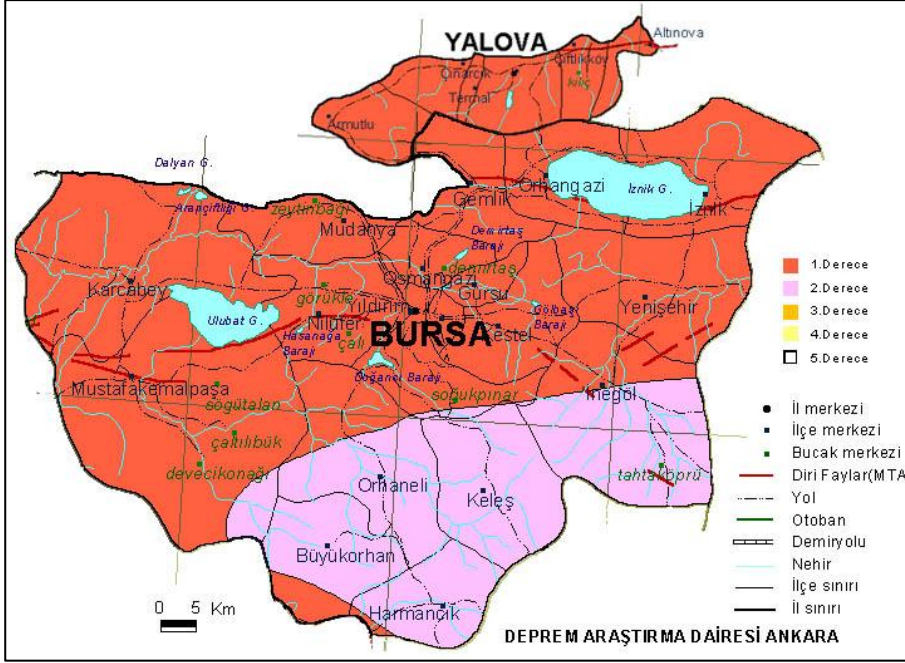 YALOVA
Altınova
Çiftlikköy
Çınarcık
kılıç
Termal
Armutlu
Dalyan G.
Orhangazi
İznik G.
Arapçiftliği G.
Gemlik
İznik
zeytinbağı
Mudanya
Demirtaş
Barajı
Osmangazi
demirtaş
Karcabey
görükle
Gürsu
Yıldırım
Yenişehir
Ulubat G.
Nilüfer
Gölbaşı
Barajı
BURSA
Kestel
Hasanağa
Barajı
çalı
Doğancı Barajı
Mustafakemalpaşa
İnegöl
söğütalan
soğukpınar
çaltılıbük
devecikonağı
tahtaköprü
Orhaneli
Keleş
Büyükorhan
Harmancık
0 5 Km
1.Derece
2.Derece
3.Derece
4.Derece
5.Derece
İl merkezi
İlçe merkezi
Bucak merkezi
Diri Faylar(MTA
Yol
Otoban
Demiryolu
Nehir
İlçe sınırı
İl sınırı
DEPREM ARAŞTIRMA DAİRESİ ANKARA